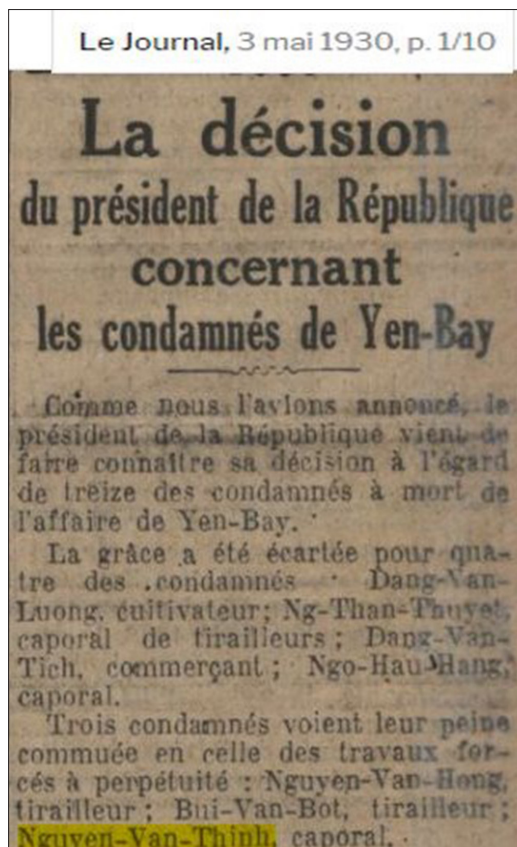 Le Journal, 3 mai 1930, p. 1/10
La décision
du président de la République
concernant
les condamnés de Yen-Bay
Comme nous l'avions annoncé, le
président de la République vient de
faire connaître sa décision à l'égard
de treize des condamnés à mort de
l'affaire de Yen-Bay.
La grâce a été écartée pour qua-
tre des condamnés : Dang-Van-
Luong, cultivateur; Ng-Than-Thuyet,
caporal de tirailleurs; Dang-Van-
Tich, commerçant; Ngo-Hau-Hang,
caporal.
Trois condamnés voient leur peine
commuée en celle des travaux for-
cés à perpétuité : Nguyen-Van-Hong,
tirailleur; Bui-Van-Bot, tirailleur;
Nguyen-Van-Thinh, caporal.